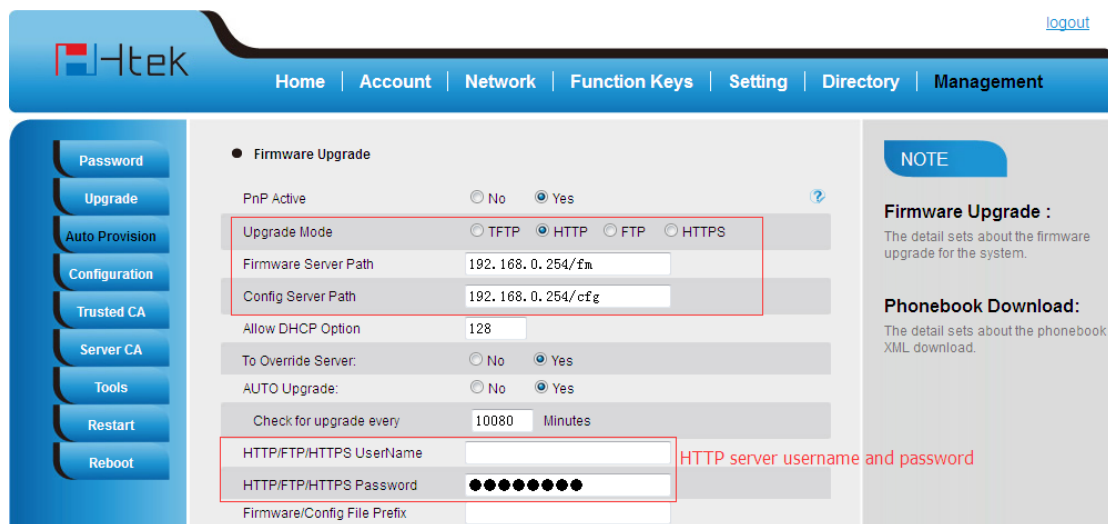 logout
Htek
Home | Account | Network | Function Keys | Setting | Directory | Management
Password
Upgrade
Auto Provision
Configuration
Trusted CA
Server CA
Tools
Restart
Reboot
Firmware Upgrade
PnP Active No Yes
Upgrade Mode TFTP HTTP FTP HTTPS
Firmware Server Path 192.168.0.254/fm
Config Server Path 192.168.0.254/cfg
Allow DHCP Option 128
To Override Server: No Yes
AUTO Upgrade: No Yes
Check for upgrade every 10080 Minutes
HTTP/FTP/HTTPS UserName
HTTP server username and password
HTTP/FTP/HTTPS Password ●●●●●●●●
Firmware/Config File Prefix
NOTE
Firmware Upgrade :
The detail sets about the firmware
upgrade for the system.
Phonebook Download:
The detail sets about the phonebook
XML download.